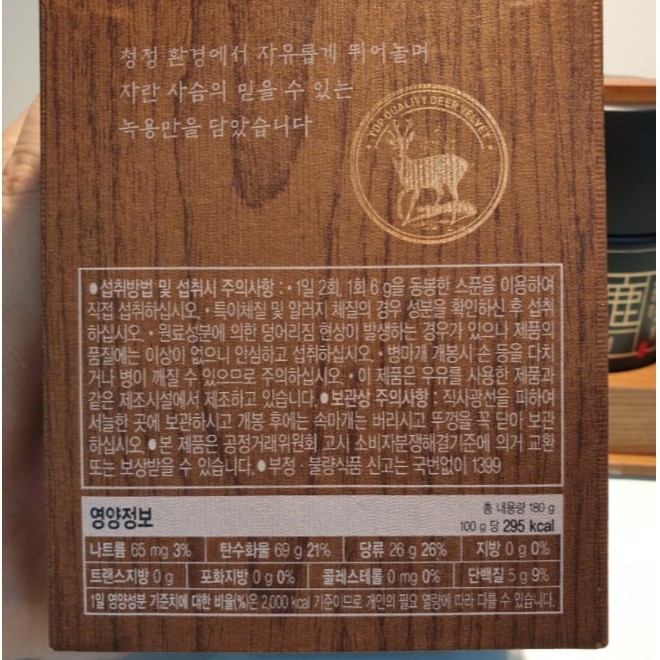 청정 환경에서 자유롭게 뛰어놀며
자란 사슴의 믿을 수 있는
녹용만을 담았습니다
• TOP QUALITY DEER VELVET •
●섭취방법 및 섭취시 주의사항 : · 1일 2회, 1회 6 g을 동봉한 스푼을 이용하여
직접 섭취하십시오. · 특이체질 및 알러지 체질의 경우 성분을 확인하신 후 섭취
하십시오. · 원료성분에 의한 덩어리짐 현상이 발생하는 경우가 있으나 제품의
품질에는 이상이 없으니 안심하고 섭취하십시오. · 병마개 개봉시 손 등을 다치
거나 병이 깨질 수 있으므로 주의하십시오. · 이 제품은 우유를 사용한 제품과
같은 제조시설에서 제조하고 있습니다. ●보관상 주의사항 : 직사광선을 피하여
서늘한 곳에 보관하시고 개봉 후에는 속마개는 버리시고 뚜껑을 꼭 닫아 보관
하십시오. ●본 제품은 공정거래위원회 고시 소비자분쟁해결기준에 의거 교환
또는 보상받을 수 있습니다. ●부정 · 불량식품 신고는 국번없이 1399
영양정보
총 내용량 180 g
100 g 당 295 kcal
나트륨 65 mg 3% 탄수화물 69 g 21% 당류 26 g 26% 지방 0 g 0%
트랜스지방 0 g 포화지방 0 g 0% 콜레스테롤 0 mg 0% 단백질 5 g 9%
1일 영양성분 기준치에 대한 비율(%)은 2,000 kcal 기준이므로 개인의 필요 열량에 따라 다를 수 있습니다.
鹿